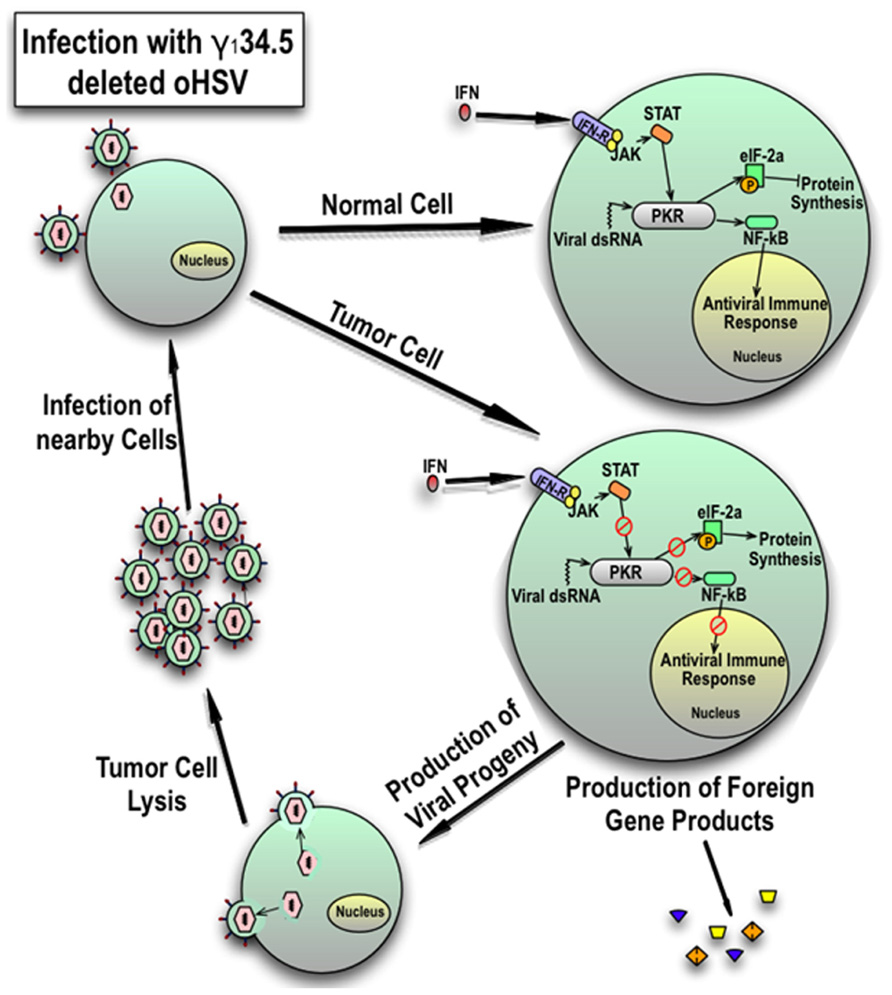 Infection with γ₁34.5
deleted oHSV
Nucleus
Normal Cell
IFN
IFN-R
JAK
STAT
eIF-2a
P
Protein
Synthesis
PKR
Viral dsRNA
NF-kB
Antiviral Immune
Response
Nucleus
Tumor Cell
IFN
IFN-R
JAK
STAT
eIF-2a
P
Protein
Synthesis
PKR
Viral dsRNA
NF-kB
Antiviral Immune
Response
Nucleus
Infection of
nearby Cells
Tumor Cell
Lysis
Production of
Viral Progeny
Nucleus
Production of Foreign
Gene Products